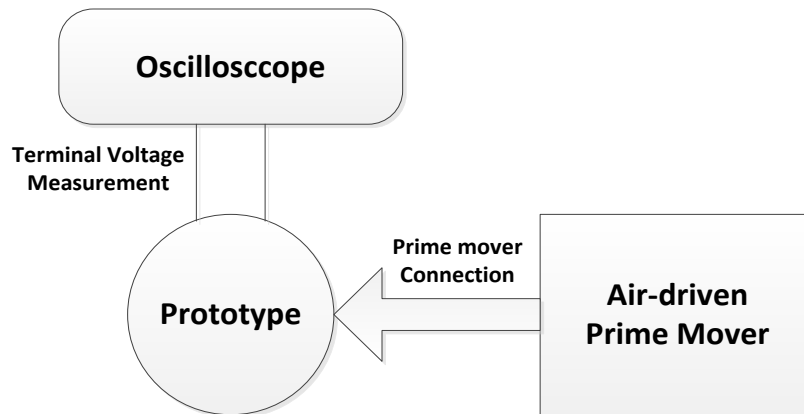 Oscillosccope
Terminal Voltage
Measurement
Prime mover
Connection
Prototype
Air-driven
Prime Mover